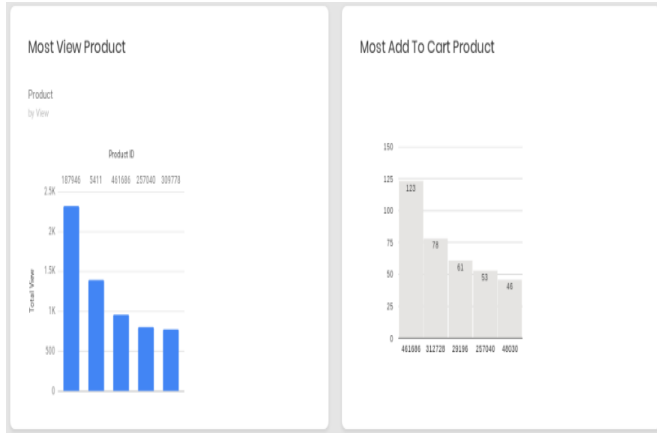 Most View Product
Product
by View
Product ID
187946 5411 461686 257040 309778
2.5K
2K
1.5K
1K
500
0
Total View
Most Add To Cart Product
150
125
100
75
50
25
0
123
78
61
53
46
461686 312728 29196 257040 48030